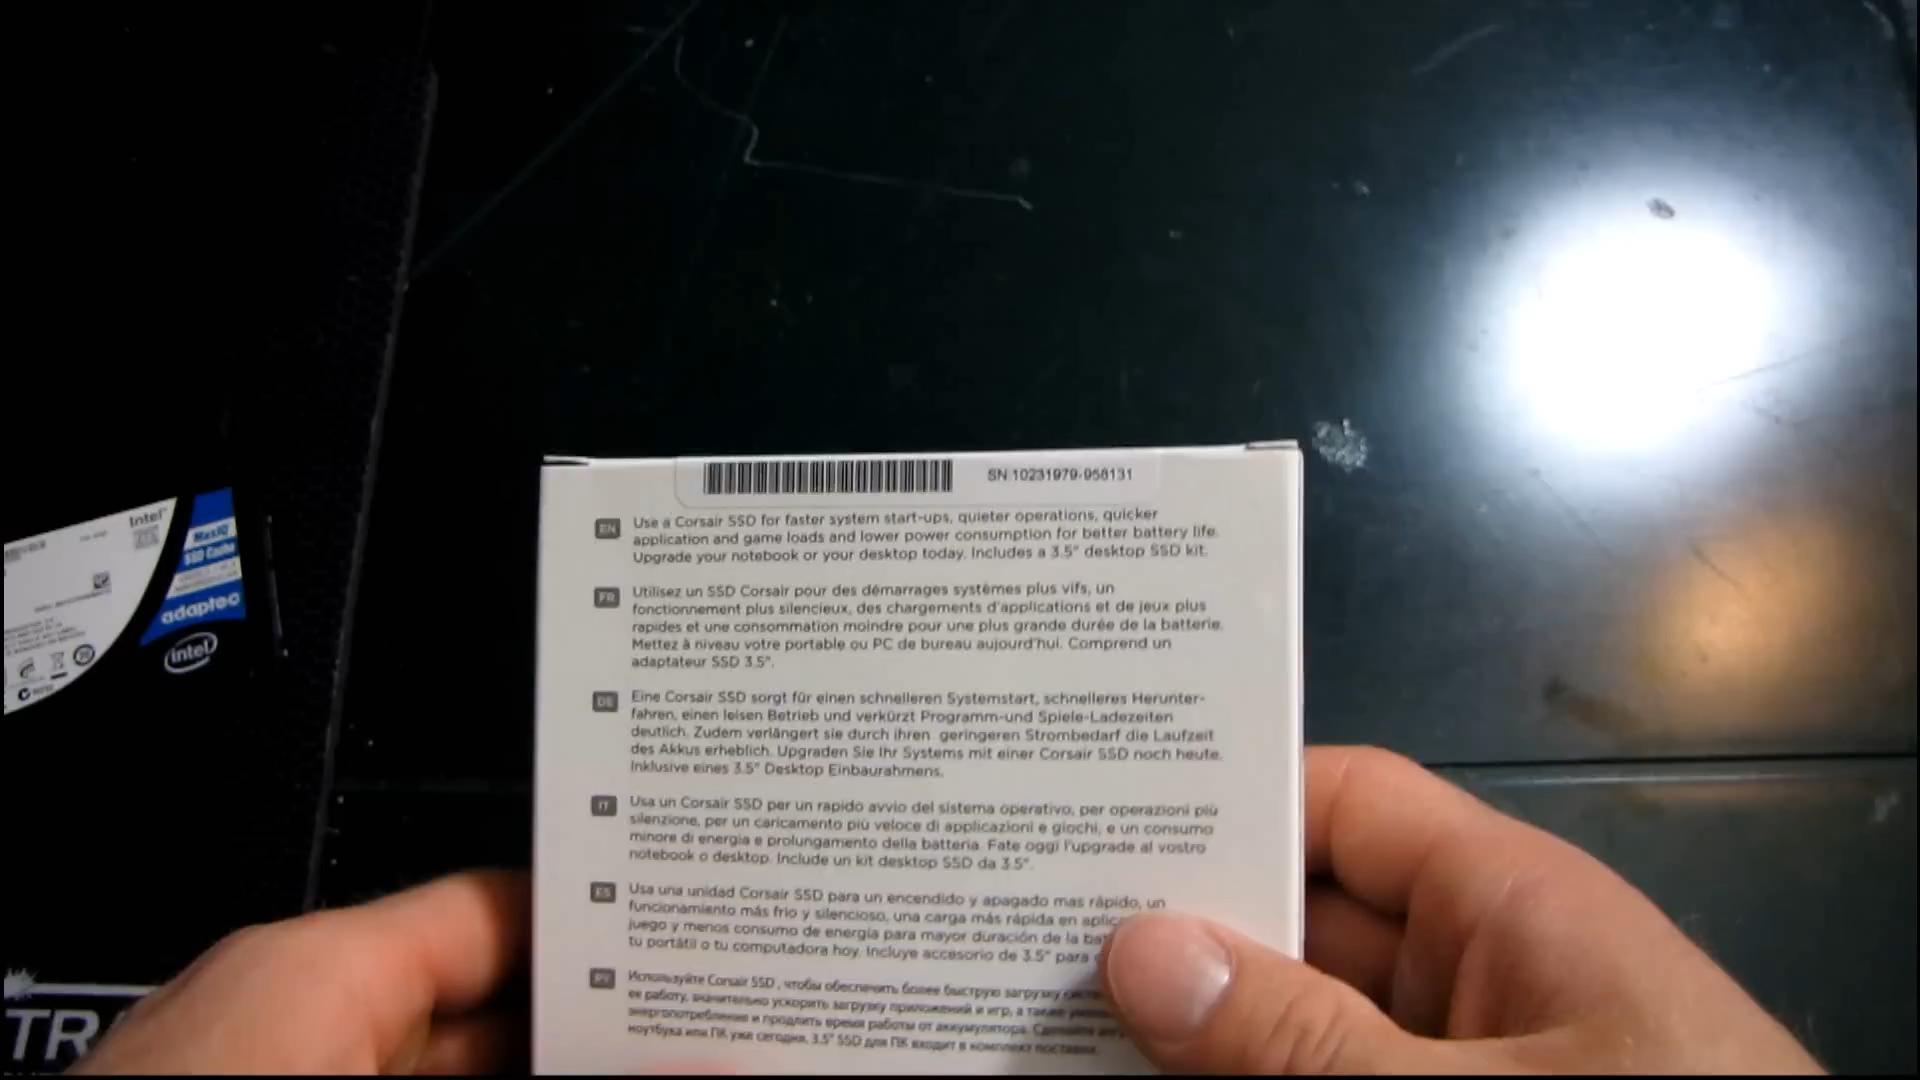 SN 10231979-958131
EN Use a Corsair SSD for faster system start-ups, quieter operations, quicker
application and game loads and lower power consumption for better battery life.
Upgrade your notebook or your desktop today. Includes a 3.5" desktop SSD kit.
FR Utilisez un SSD Corsair pour des démarrages systèmes plus vifs, un
fonctionnement plus silencieux, des chargements d'applications et de jeux plus
rapides et une consommation moindre pour une plus grande durée de la batterie.
Mettez à niveau votre portable ou PC de bureau aujourd'hui. Comprend un
adaptateur SSD 3.5".
DE Eine Corsair SSD sorgt für einen schnelleren Systemstart, schnelleres Herunter-
fahren, einen leisen Betrieb und verkürzt Programm-und Spiele-Ladezeiten
deutlich. Zudem verlängert sie durch ihren geringeren Strombedarf die Laufzeit
des Akkus erheblich. Upgraden Sie Ihr Systems mit einer Corsair SSD noch heute.
Inklusive eines 3.5" Desktop Einbaurahmens.
IT Usa un Corsair SSD per un rapido avvio del sistema operativo, per operazioni più
silenzione, per un caricamento più veloce di applicazioni e giochi, e un consumo
minore di energia e prolungamento della batteria. Fate oggi l'upgrade al vostro
notebook o desktop. Include un kit desktop SSD da 3.5".
ES Usa una unidad Corsair SSD para un encendido y apagado mas rápido, un
funcionamiento más frio y silencioso, una carga más rápida en aplic
juego y menos consumo de energía para mayor duración de la bat
tu portátil o tu computadora hoy. Incluye accesorio de 3.5" para
Используйте Corsair SSD, чтобы обеспечить более быструю загрузку
ее работу, значительно ускорить загрузку приложений и игр, а также
энергопотребление и продлить время работы от аккумулятора.
ноутбука или ПК уже сегодня. 3.5" SSD для ПК входит в комплект поставки.
Intel
MaxIQ
SSD Cache
adaptec
intel
TRA